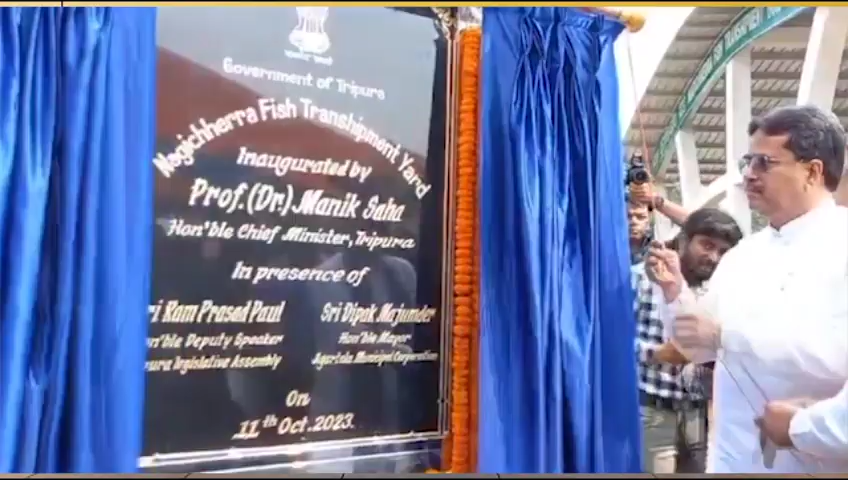 Government of Tripura
Nagichherra Fish Transhipment Yard
Inaugurated by
Prof.(Dr.) Manik Saha
Hon'ble Chief Minister, Tripura
In presence of
Ram Prasad Paul
Deputy Speaker
legislative Assembly
Sri Dipak Majumder
Hon'ble Mayor
Agartala Municipal Corporation
On
11th Oct.2023